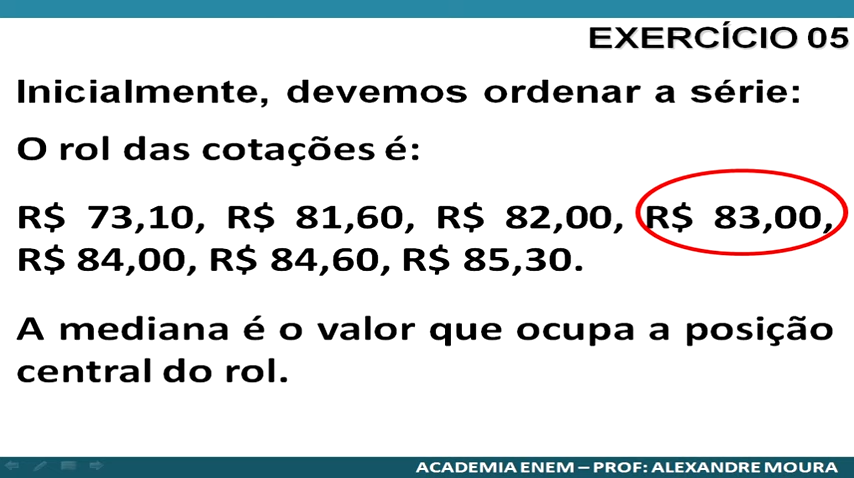 EXERCÍCIO 05
Inicialmente, devemos ordenar a série:
O rol das cotações é:
R$ 73,10, R$ 81,60, R$ 82,00, R$ 83,00,
R$ 84,00, R$ 84,60, R$ 85,30.
A mediana é o valor que ocupa a posição
central do rol.
ACADEMIA ENEM – PROF: ALEXANDRE MOURA